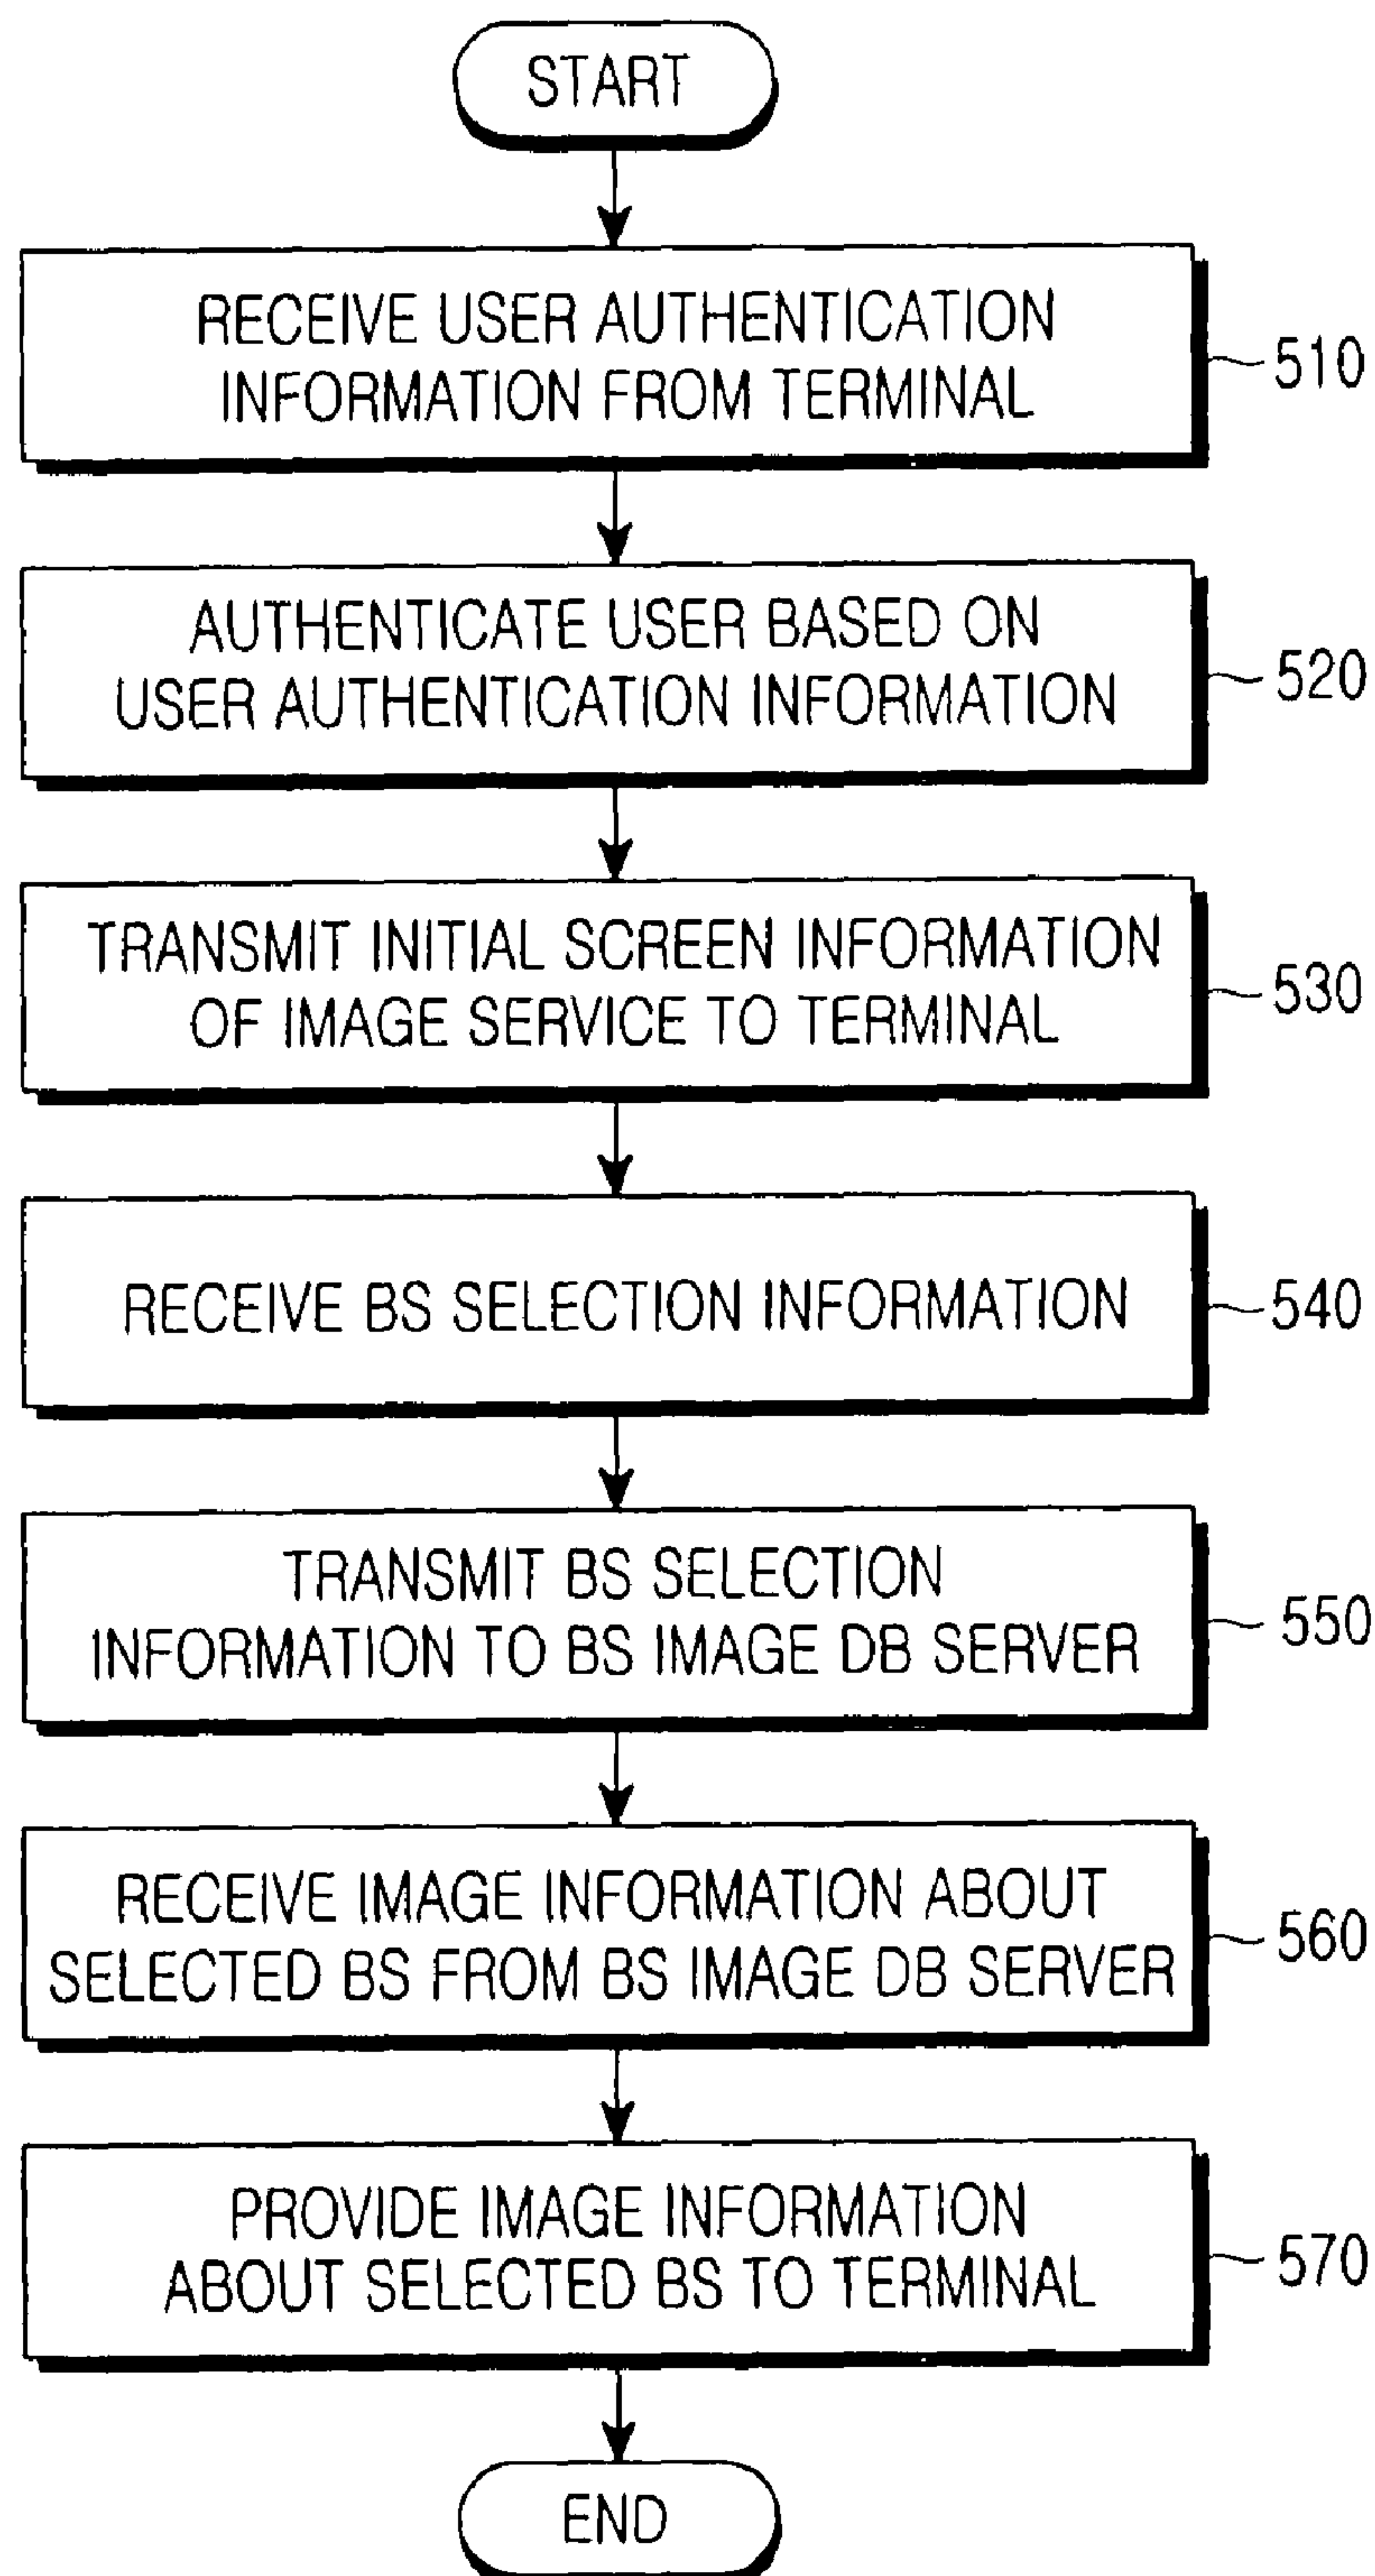 START
RECEIVE USER AUTHENTICATION
INFORMATION FROM TERMINAL
510
AUTHENTICATE USER BASED ON
USER AUTHENTICATION INFORMATION
520
TRANSMIT INITIAL SCREEN INFORMATION
OF IMAGE SERVICE TO TERMINAL
530
RECEIVE BS SELECTION INFORMATION
540
TRANSMIT BS SELECTION
INFORMATION TO BS IMAGE DB SERVER
550
RECEIVE IMAGE INFORMATION ABOUT
SELECTED BS FROM BS IMAGE DB SERVER
560
PROVIDE IMAGE INFORMATION
ABOUT SELECTED BS TO TERMINAL
570
END